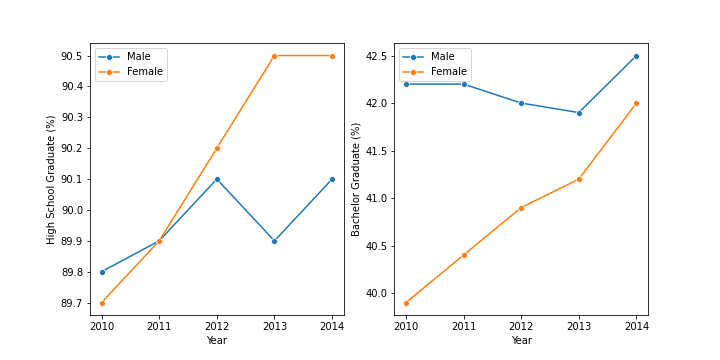 High School Graduate (%)
90.5
90.4
90.3
90.2
90.1
90.0
89.9
89.8
89.7
Male
Female
2010 2011 2012 2013 2014
Year
Bachelor Graduate (%)
42.5
42.0
41.5
41.0
40.5
40.0
Male
Female
2010 2011 2012 2013 2014
Year